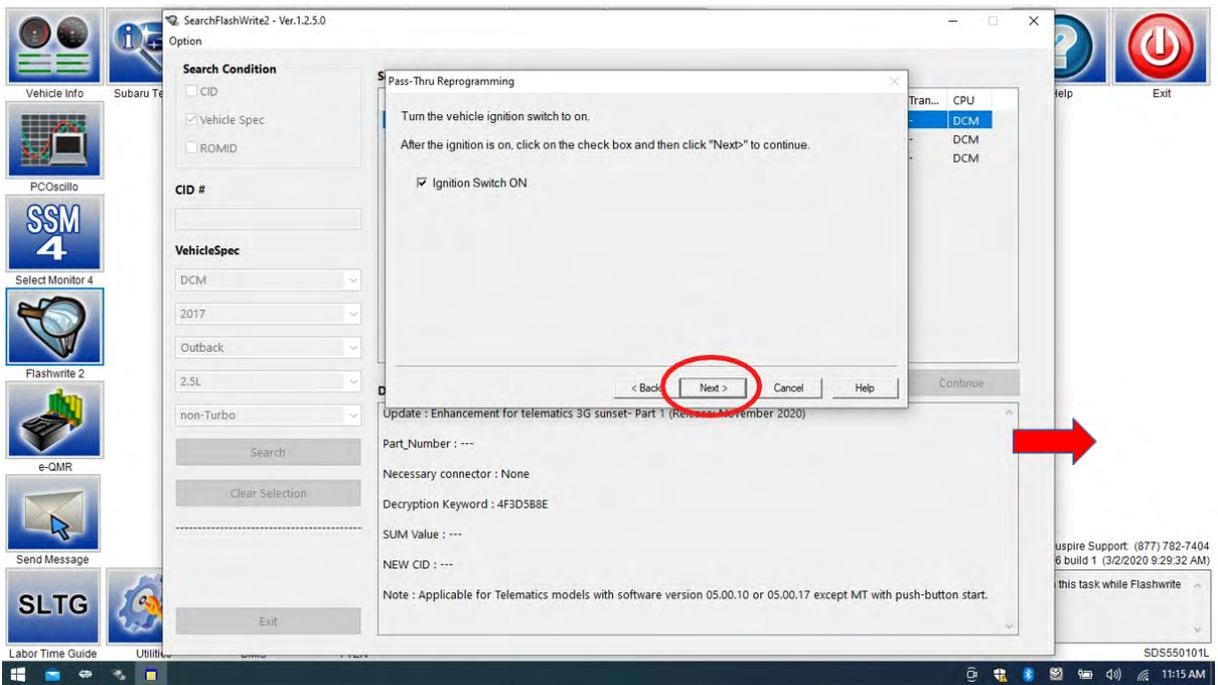 SearchFlashWrite2 - Ver.1.2.5.0
Option
Search Condition
CID
Vehicle Spec
ROMID
CID #
VehicleSpec
DCM
2017
Outback
2.5L
non-Turbo
Search
Clear Selection
Exit
Pass-Thru Reprogramming
Turn the vehicle ignition switch to on.
After the ignition is on, click on the check box and then click "Next>" to continue.
Ignition Switch ON
< Back
Next >
Cancel
Help
CPU
DCM
DCM
DCM
Continue
Update : Enhancement for telematics 3G sunset- Part 1 (Release: November 2020)
Part_Number : ---
Necessary connector : None
Decryption Keyword : 4F3D5B8E
SUM Value : ---
NEW CID : ---
Note : Applicable for Telematics models with software version 05.00.10 or 05.00.17 except MT with push-button start.
Vehicle Info
PCOscillo
SSM
4
Select Monitor 4
Flashwrite 2
e-QMR
Send Message
SLTG
Labor Time Guide
Exit
Support: (877) 782-7404
6 build 1 (3/2/2020 9:29:32 AM)
this task while Flashwrite
SDS550101L
11:15 AM